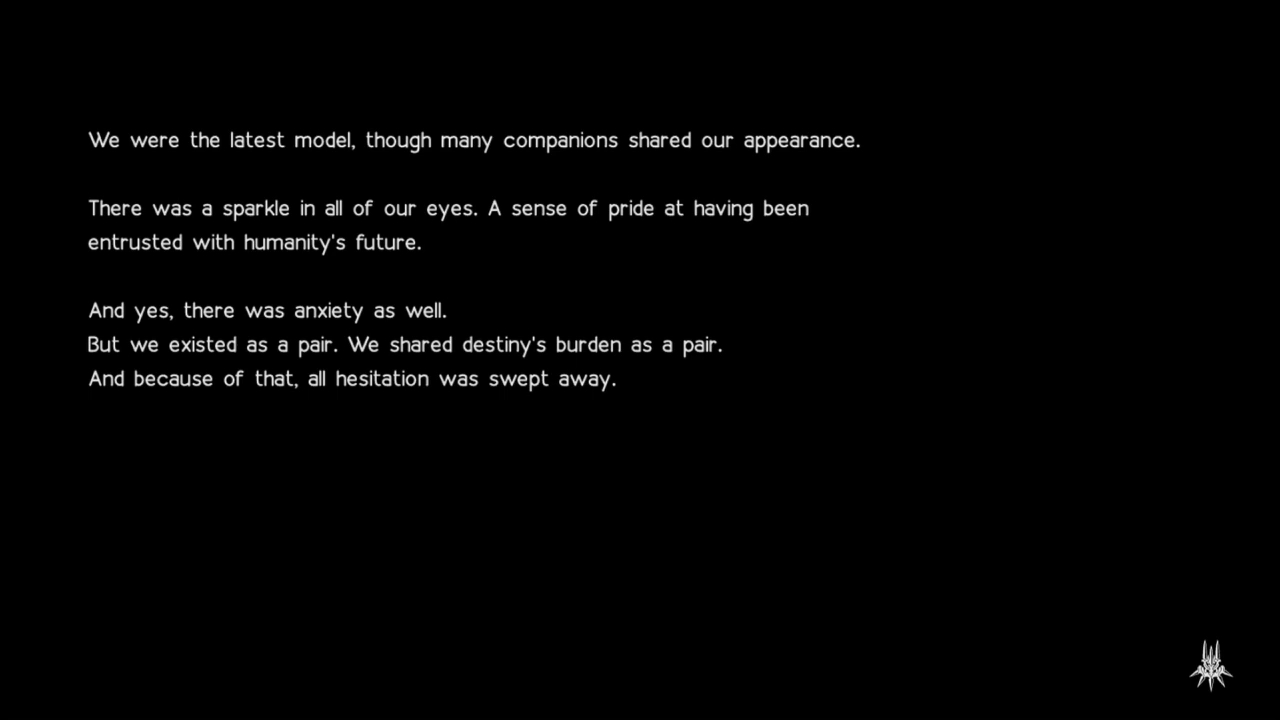 We were the latest model, though many companions shared our appearance.
There was a sparkle in all of our eyes. A sense of pride at having been
entrusted with humanity's future.
And yes, there was anxiety as well.
But we existed as a pair. We shared destiny's burden as a pair.
And because of that, all hesitation was swept away.